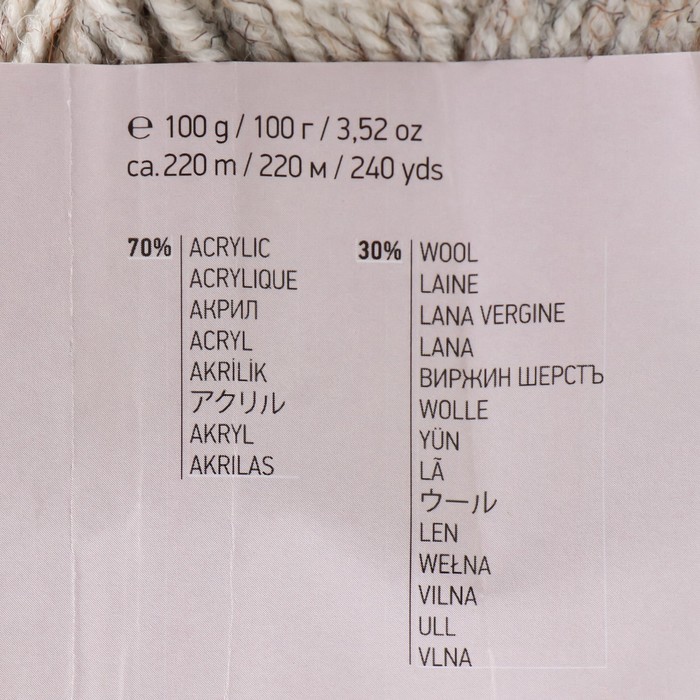 ℮ 100 g / 100 г / 3,52 oz
ca. 220 m / 220 м / 240 yds
70%
ACRYLIC
ACRYLIQUE
АКРИЛ
ACRYL
AKRİLİK
アクリル
AKRYL
AKRILAS
30%
WOOL
LAINE
LANA VERGINE
LANA
ВИРЖИН ШЕРСТЪ
WOLLE
YÜN
LÃ
ウール
LEN
WEŁNA
VILNA
ULL
VLNA